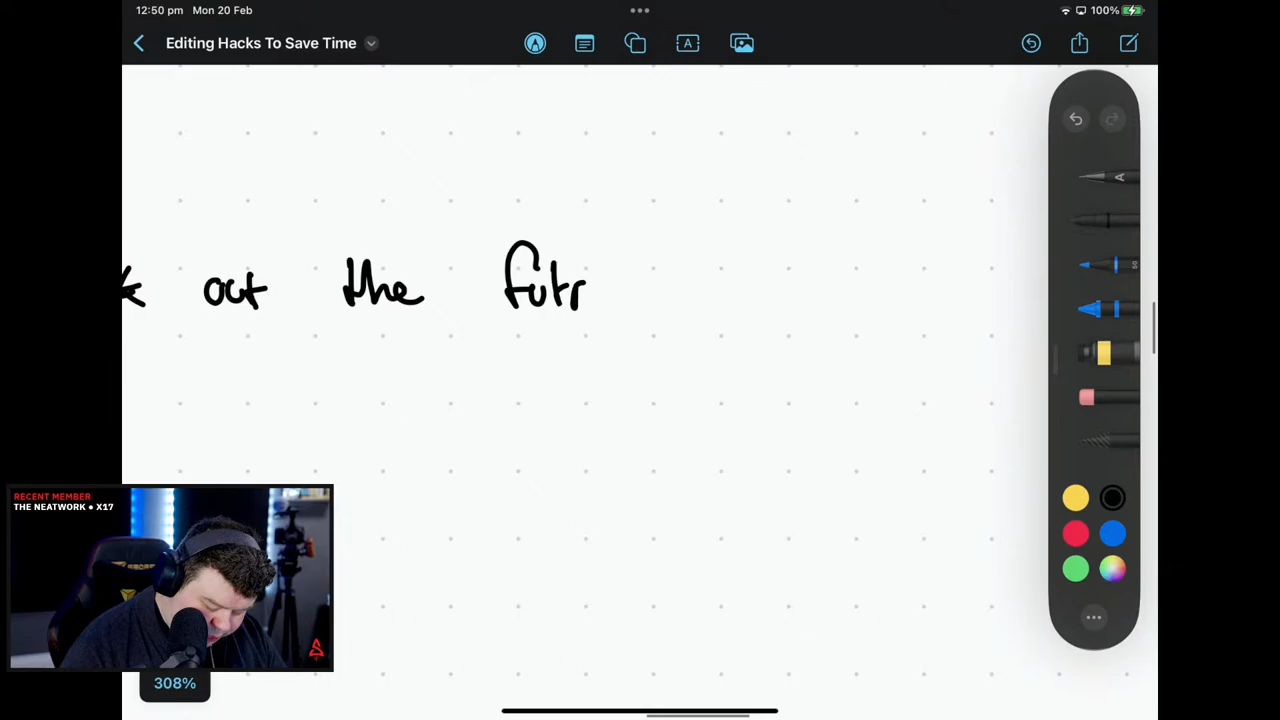 12:50 pm Mon 20 Feb
100%
Editing Hacks To Save Time
A
A
50
out the futr
RECENT MEMBER
THE NEATWORK • X17
308%